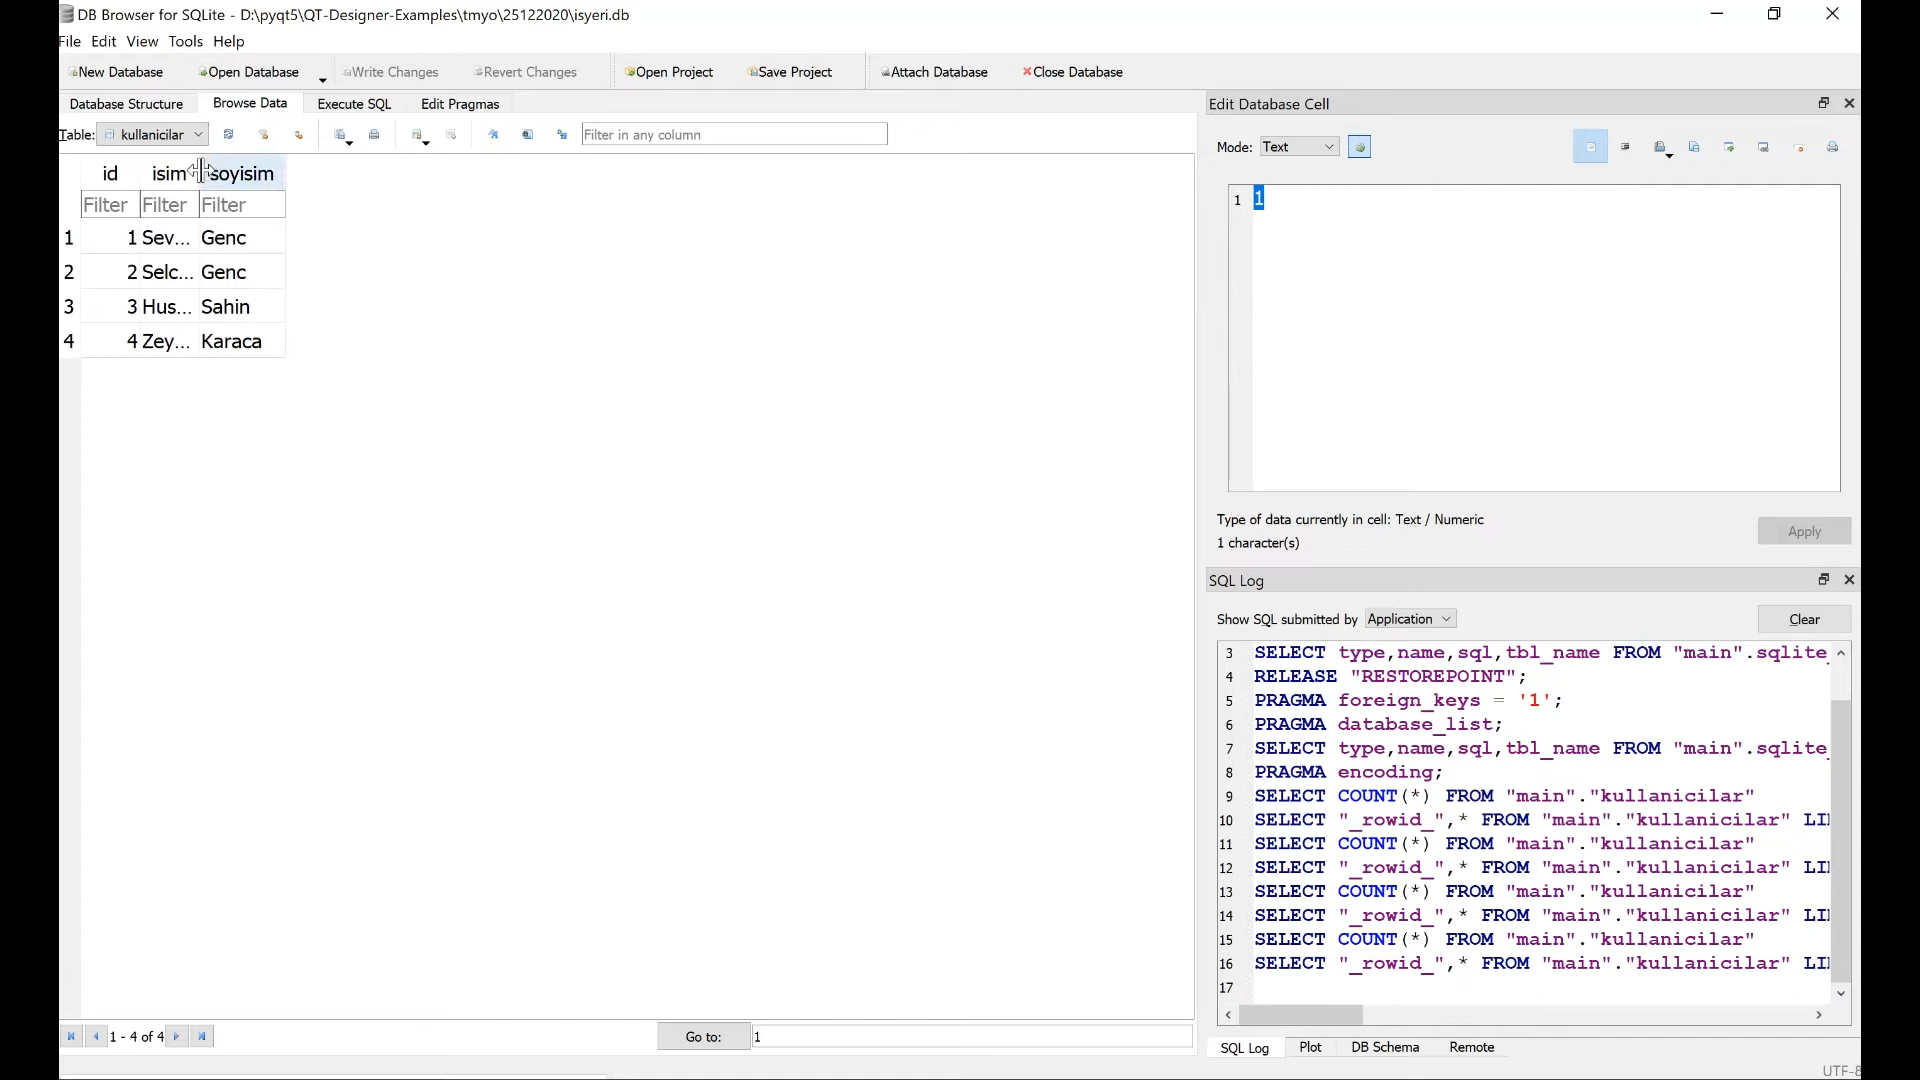 DB Browser for SQLite - D:\pyqt5\QT-Designer-Examples\tmyo\25122020\isyeri.db
File Edit View Tools Help
New Database Open Database Write Changes Revert Changes Open Project Save Project Attach Database Close Database
Database Structure Browse Data Execute SQL Edit Pragmas
Table: kullanicilar Filter in any column
id isim soyisim
Filter Filter Filter
1 1 Sev... Genc
2 2 Selc... Genc
3 3 Hus... Sahin
4 4 Zey... Karaca
1 - 4 of 4 Go to: 1
Edit Database Cell
Mode: Text
1 1
Type of data currently in cell: Text / Numeric
1 character(s)
Apply
SQL Log
Show SQL submitted by Application Clear
3 SELECT type,name,sql,tbl_name FROM "main".sqlite_
4 RELEASE "RESTOREPOINT";
5 PRAGMA foreign_keys = '1';
6 PRAGMA database_list;
7 SELECT type,name,sql,tbl_name FROM "main".sqlite_
8 PRAGMA encoding;
9 SELECT COUNT(*) FROM "main"."kullanicilar"
10 SELECT "_rowid_",* FROM "main"."kullanicilar" LI
11 SELECT COUNT(*) FROM "main"."kullanicilar"
12 SELECT "_rowid_",* FROM "main"."kullanicilar" LI
13 SELECT COUNT(*) FROM "main"."kullanicilar"
14 SELECT "_rowid_",* FROM "main"."kullanicilar" LI
15 SELECT COUNT(*) FROM "main"."kullanicilar"
16 SELECT "_rowid_",* FROM "main"."kullanicilar" LI
17
SQL Log Plot DB Schema Remote
UTF-8